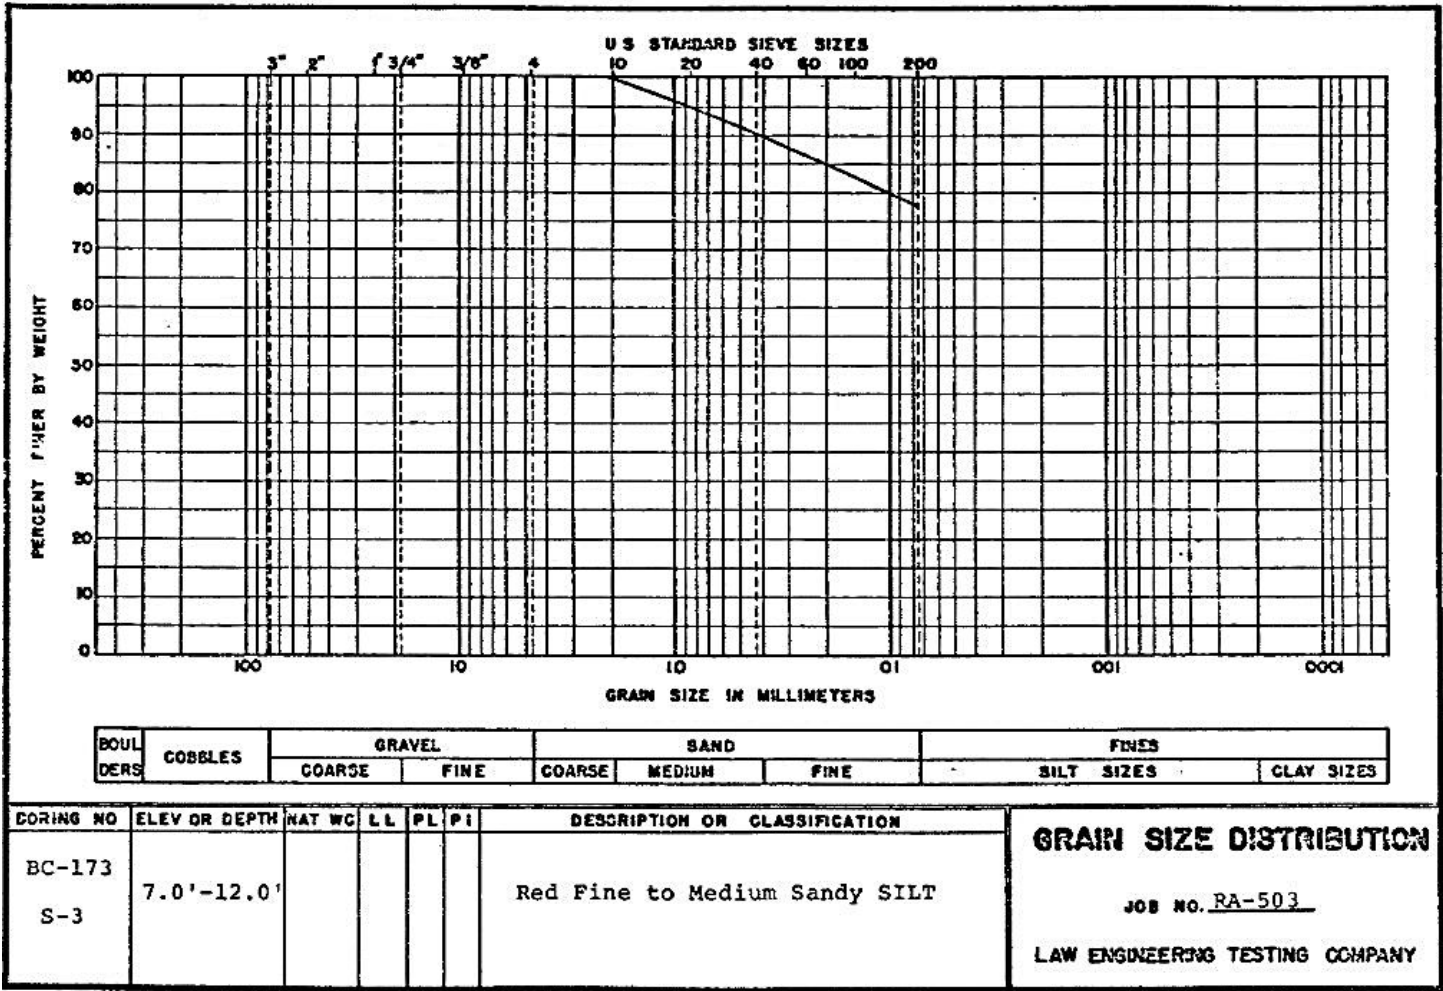 U S STANDARD SIEVE SIZES
3" 2" 1" 3/4" 3/8" 4 10 20 40 60 100 200
100
90
80
70
60
50
40
30
20
10
0
PERCENT FINER BY WEIGHT
100 10 1.0 0.1 0.01 0.001
GRAIN SIZE IN MILLIMETERS
BOULDERS COBBLES GRAVEL SAND FINES
COARSE FINE COARSE MEDIUM FINE SILT SIZES CLAY SIZES
BORING NO ELEV OR DEPTH NAT WC LL PL PI DESCRIPTION OR CLASSIFICATION
BC-173
S-3
7.0'-12.0'
Red Fine to Medium Sandy SILT
GRAIN SIZE DISTRIBUTION
JOB NO. RA-503
LAW ENGINEERING TESTING COMPANY